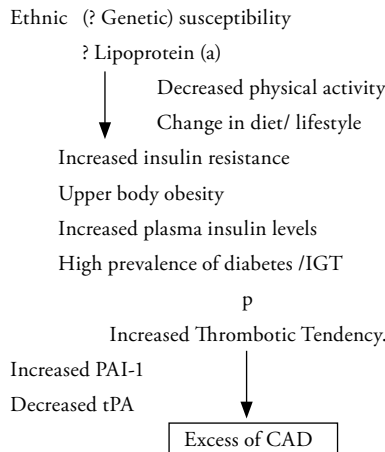 Ethnic (? Genetic) susceptibility
? Lipoprotein (a)
Decreased physical activity
Change in diet/ lifestyle
Increased insulin resistance
Upper body obesity
Increased plasma insulin levels
High prevalence of diabetes /IGT
p
Increased Thrombotic Tendency.
Increased PAI-1
Decreased tPA
Excess of CAD